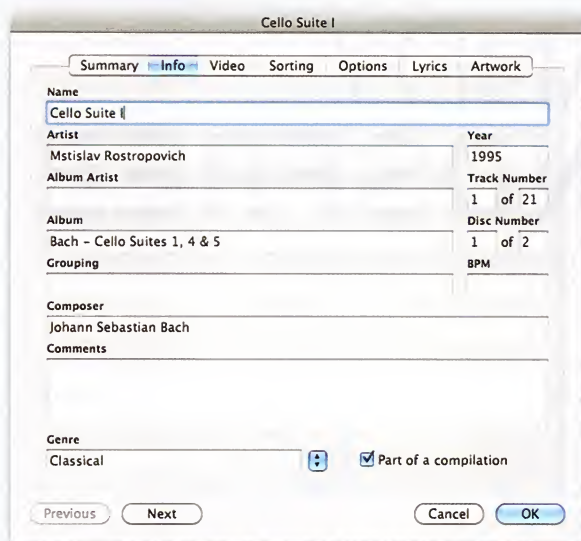 Cello Suite I
Summary Info Video Sorting Options Lyrics Artwork
Name
Cello Suite I
Artist Year
Mstislav Rostropovich 1995
Album Artist Track Number
1 of 21
Album Disc Number
Bach – Cello Suites 1, 4 & 5 1 of 2
Grouping BPM
Composer
Johann Sebastian Bach
Comments
Genre
Classical Part of a compilation
Previous Next Cancel OK